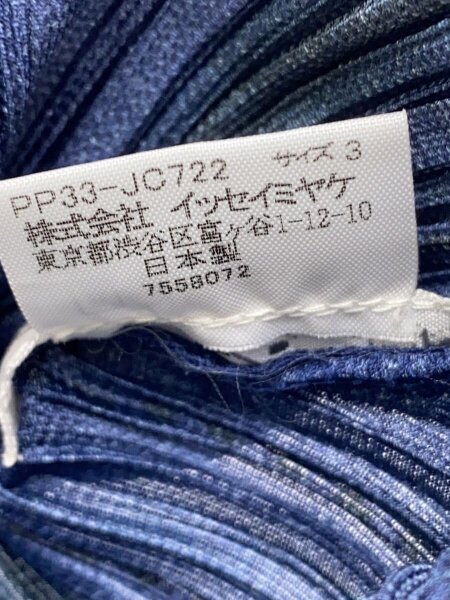 PP33-JC722 サイズ 3
株式会社 イッセイミヤケ
東京都渋谷区富ヶ谷1-12-10
日本製
7558072